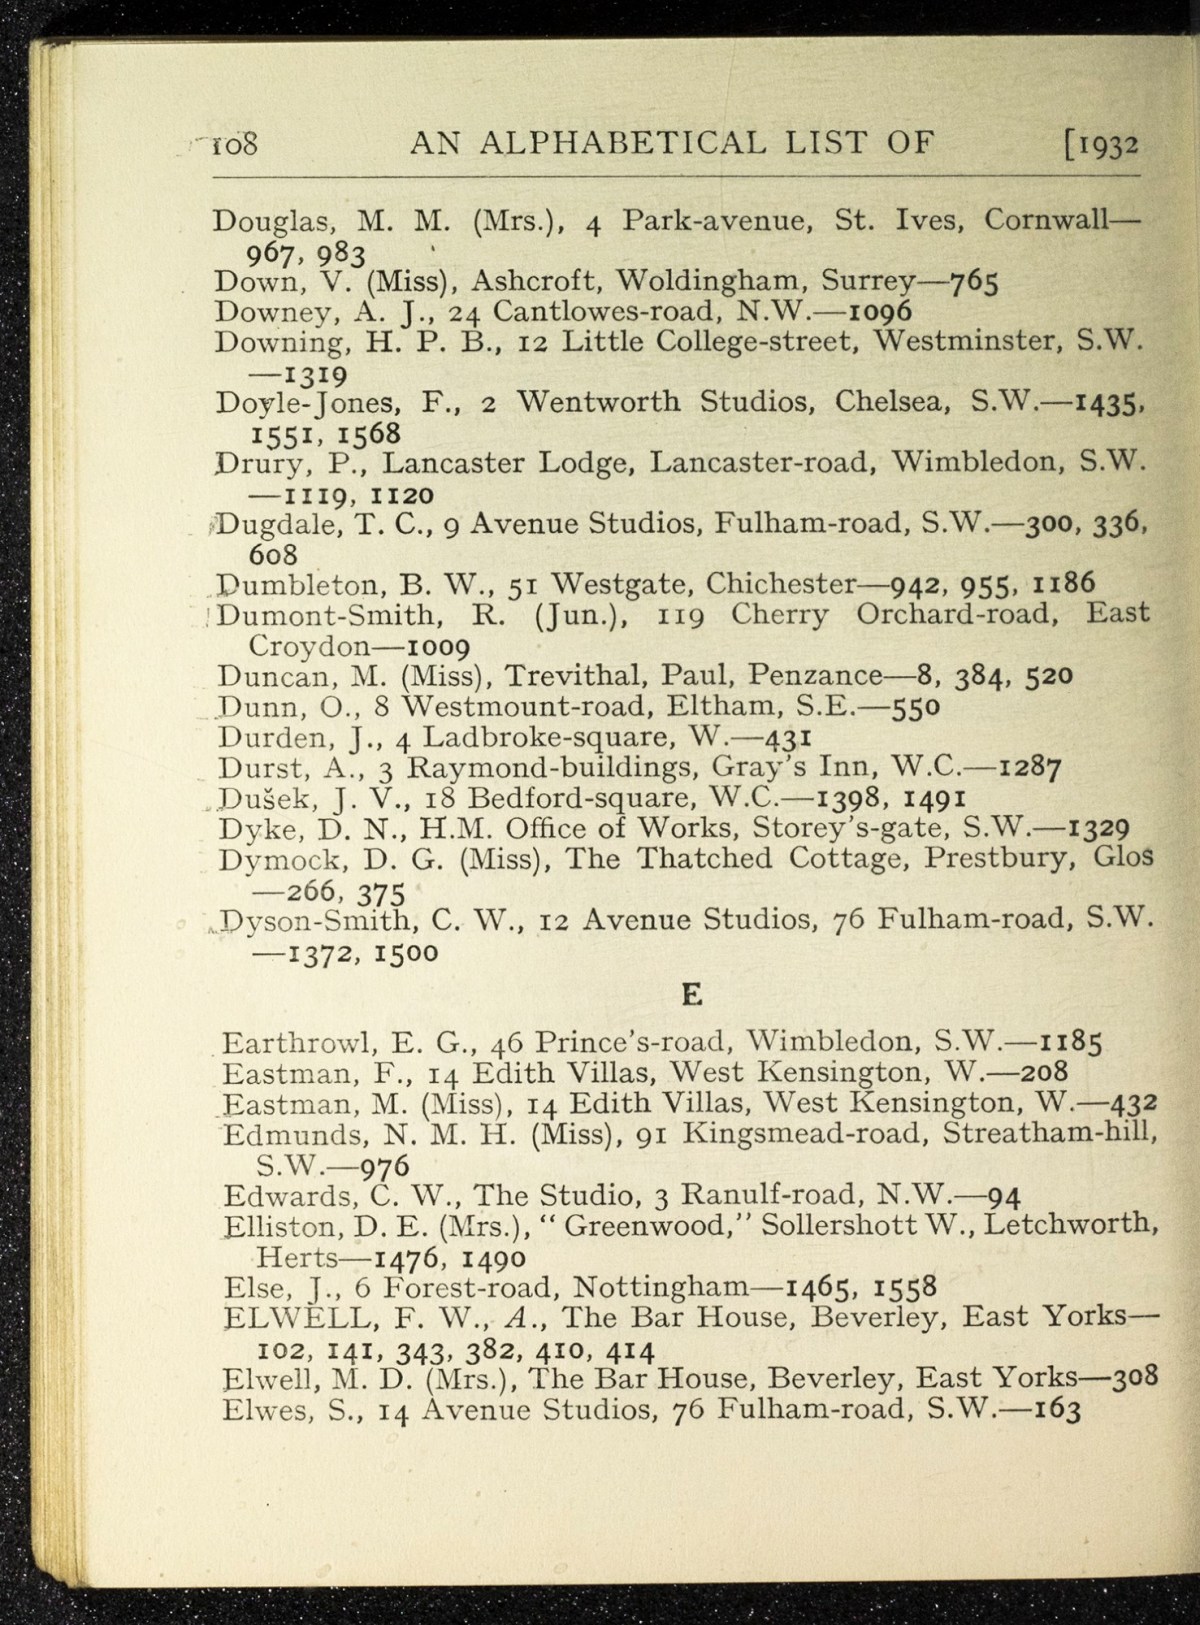 108 AN ALPHABETICAL LIST OF [1932
Douglas, M. M. (Mrs.), 4 Park-avenue, St. Ives, Cornwall—
967, 983
Down, V. (Miss), Ashcroft, Woldingham, Surrey—765
Downey, A. J., 24 Cantlowes-road, N.W.—1096
Downing, H. P. B., 12 Little College-street, Westminster, S.W.
—1319
Doyle-Jones, F., 2 Wentworth Studios, Chelsea, S.W.—1435,
1551, 1568
Drury, P., Lancaster Lodge, Lancaster-road, Wimbledon, S.W.
—1119, 1120
Dugdale, T. C., 9 Avenue Studios, Fulham-road, S.W.—300, 336,
608
Dumbleton, B. W., 51 Westgate, Chichester—942, 955, 1186
Dumont-Smith, R. (Jun.), 119 Cherry Orchard-road, East
Croydon—1009
Duncan, M. (Miss), Trevithal, Paul, Penzance—8, 384, 520
Dunn, O., 8 Westmount-road, Eltham, S.E.—550
Durden, J., 4 Ladbroke-square, W.—431
Durst, A., 3 Raymond-buildings, Gray's Inn, W.C.—1287
Dušek, J. V., 18 Bedford-square, W.C.—1398, 1491
Dyke, D. N., H.M. Office of Works, Storey's-gate, S.W.—1329
Dymock, D. G. (Miss), The Thatched Cottage, Prestbury, Glos
—266, 375
Dyson-Smith, C. W., 12 Avenue Studios, 76 Fulham-road, S.W.
—1372, 1500
E
Earthrowl, E. G., 46 Prince's-road, Wimbledon, S.W.—1185
Eastman, F., 14 Edith Villas, West Kensington, W.—208
Eastman, M. (Miss), 14 Edith Villas, West Kensington, W.—432
Edmunds, N. M. H. (Miss), 91 Kingsmead-road, Streatham-hill,
S.W.—976
Edwards, C. W., The Studio, 3 Ranulf-road, N.W.—94
Elliston, D. E. (Mrs.), “ Greenwood,” Sollershott W., Letchworth,
Herts—1476, 1490
Else, J., 6 Forest-road, Nottingham—1465, 1558
ELWELL, F. W., A., The Bar House, Beverley, East Yorks—
102, 141, 343, 382, 410, 414
Elwell, M. D. (Mrs.), The Bar House, Beverley, East Yorks—308
Elwes, S., 14 Avenue Studios, 76 Fulham-road, S.W.—163